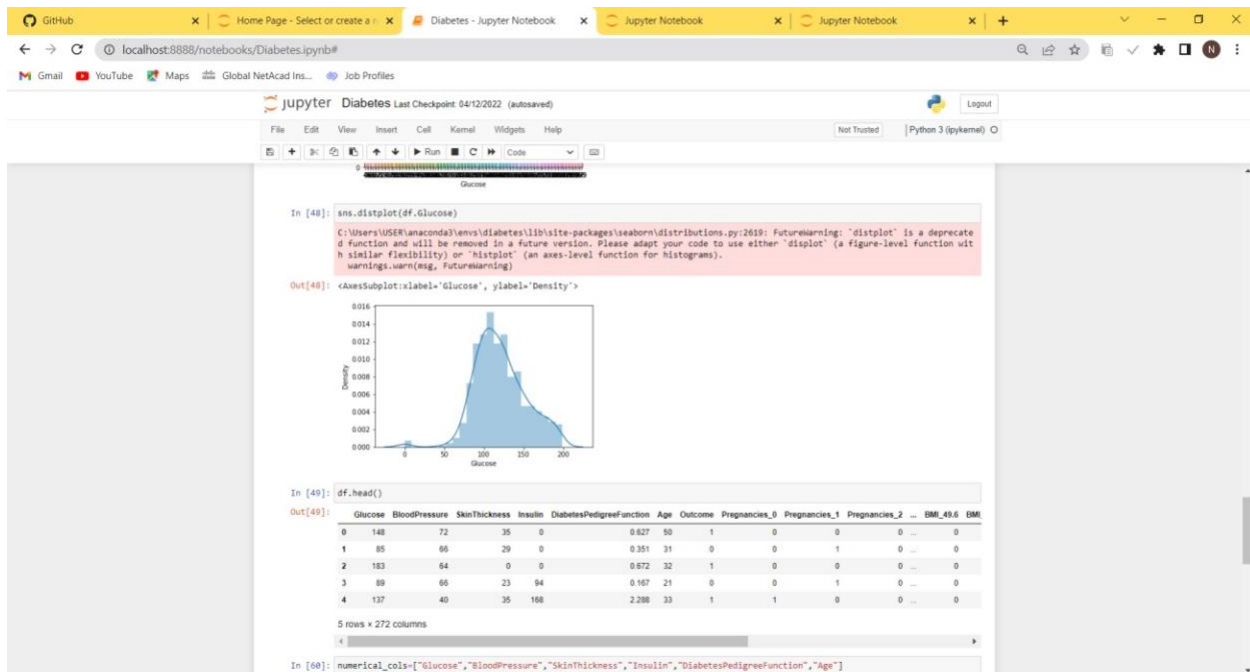 GitHub
Home Page - Select or create a n
Diabetes - Jupyter Notebook
Jupyter Notebook
Jupyter Notebook
localhost:8888/notebooks/Diabetes.ipynb#
N
Gmail YouTube Maps Global NetAcad Ins... Job Profiles
jupyter Diabetes Last Checkpoint: 04/12/2022 (autosaved)
Logout
File Edit View Insert Cell Kernel Widgets Help
Not Trusted
Python 3 (ipykernel)
Run
Code
0
Glucose
In [48]: sns.distplot(df.Glucose)
C:\Users\USER\anaconda3\envs\diabetes\lib\site-packages\seaborn\distributions.py:2619: FutureWarning: `distplot` is a deprecate
d function and will be removed in a future version. Please adapt your code to use either `displot` (a figure-level function wit
h similar flexibility) or `histplot` (an axes-level function for histograms).
warnings.warn(msg, FutureWarning)
Out[48]: <AxesSubplot:xlabel='Glucose', ylabel='Density'>
0.016
0.014
0.012
0.010
0.008
0.006
0.004
0.002
0.000
Density
0 50 100 150 200
Glucose
In [49]: df.head()
Out[49]:
Glucose BloodPressure SkinThickness Insulin DiabetesPedigreeFunction Age Outcome Pregnancies_0 Pregnancies_1 Pregnancies_2 ... BMI_49.6 BMI_
0 148 72 35 0 0.627 50 1 0 0 0 ... 0
1 85 66 29 0 0.351 31 0 0 1 0 ... 0
2 183 64 0 0 0.672 32 1 0 0 0 ... 0
3 89 66 23 94 0.167 21 0 0 1 0 ... 0
4 137 40 35 168 2.288 33 1 1 0 0 ... 0
5 rows × 272 columns
In [60]: numerical_cols=["Glucose","BloodPressure","SkinThickness","Insulin","DiabetesPedigreeFunction","Age"]